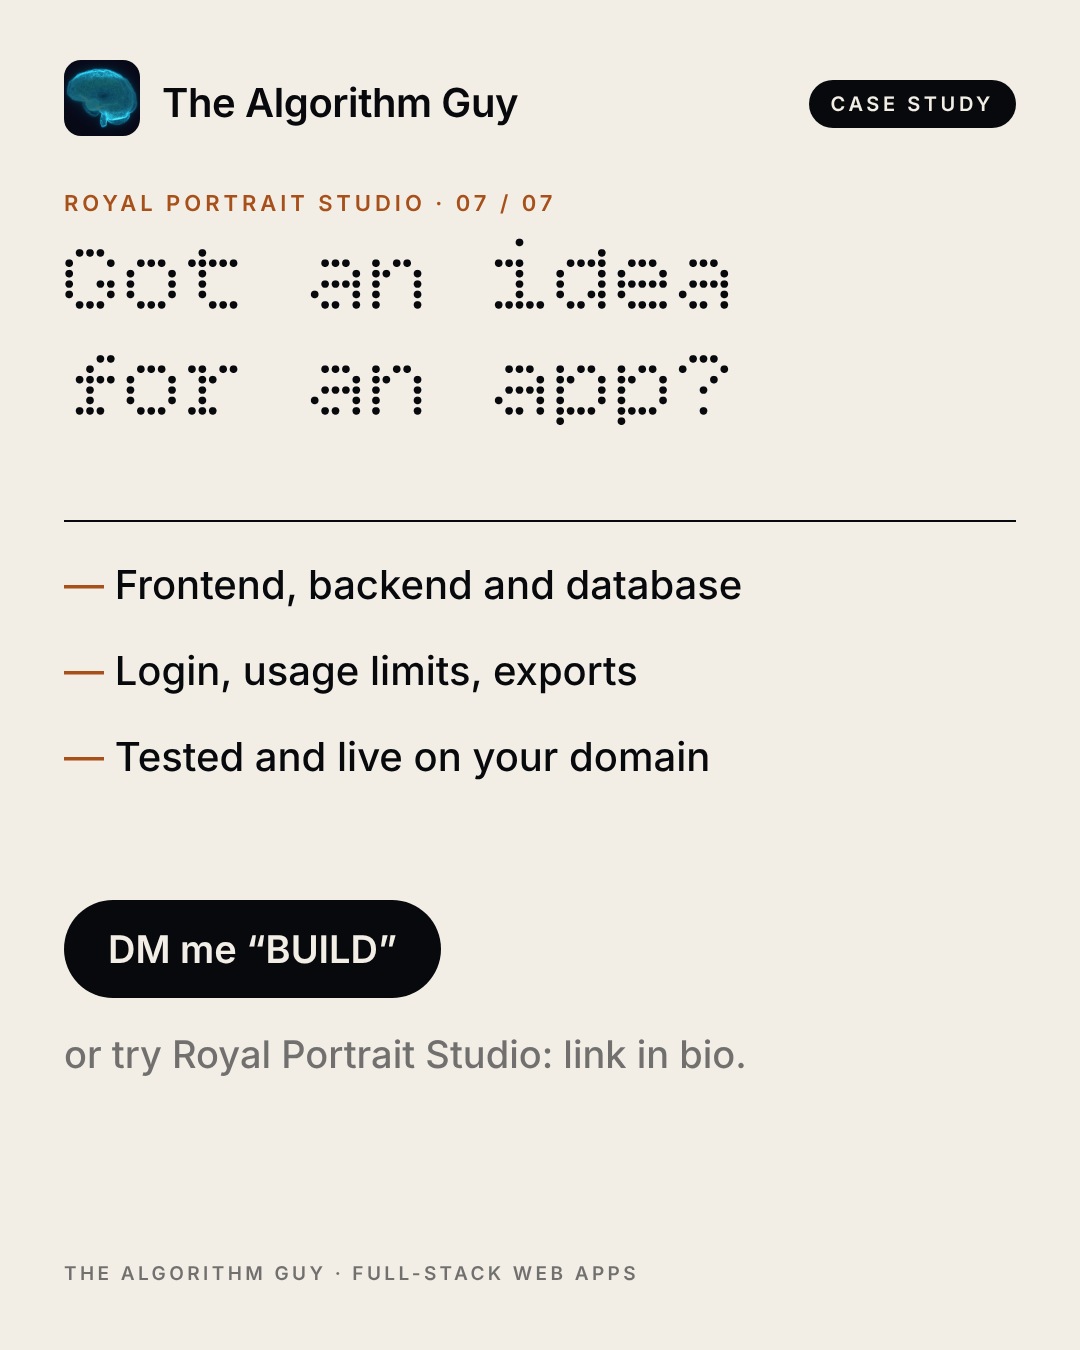 The Algorithm Guy
CASE STUDY
ROYAL PORTRAIT STUDIO · 07 / 07
Got an idea
for an app?
— Frontend, backend and database
— Login, usage limits, exports
— Tested and live on your domain
DM me “BUILD”
or try Royal Portrait Studio: link in bio.
THE ALGORITHM GUY · FULL-STACK WEB APPS